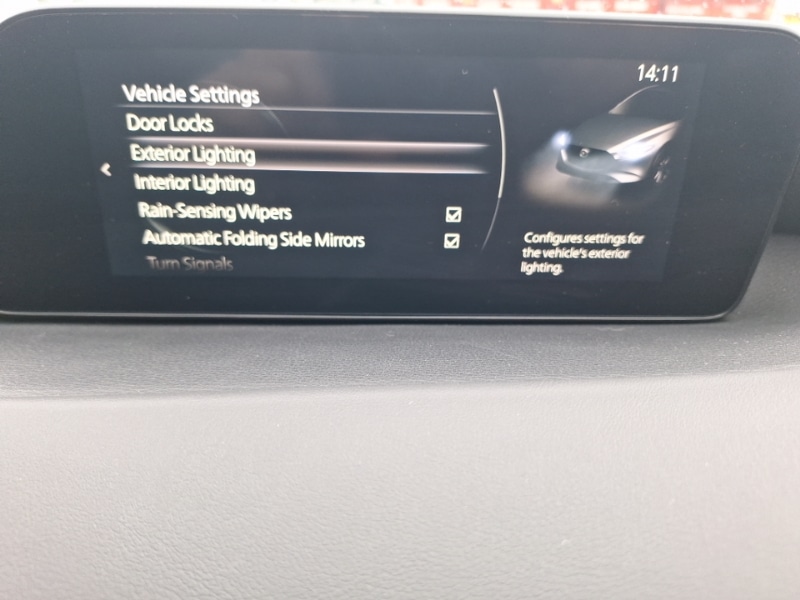 14:11
Vehicle Settings
Door Locks
Exterior Lighting
Interior Lighting
Rain-Sensing Wipers
Automatic Folding Side Mirrors
Turn Signals
Configures settings for
the vehicle's exterior
lighting.